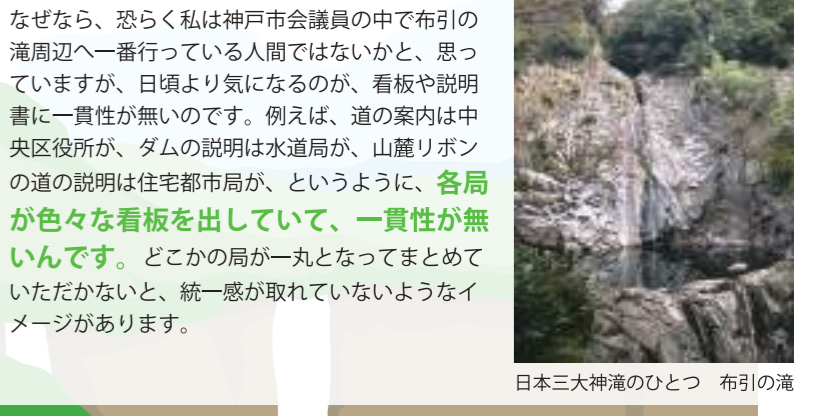 なぜなら、恐らく私は神戸市会議員の中で布引の
滝周辺へ一番行っている人間ではないかと、思っ
ていますが、日頃より気になるのが、看板や説明
書に一貫性が無いのです。例えば、道の案内は中
央区役所が、ダムの説明は水道局が、山麓リボン
の道の説明は住宅都市局が、というように、各局
が色々な看板を出していて、一貫性が無
いんです。どこかの局が一丸となってまとめて
いただかないと、統一感が取れていないようなイ
メージがあります。
日本三大神滝のひとつ　布引の滝